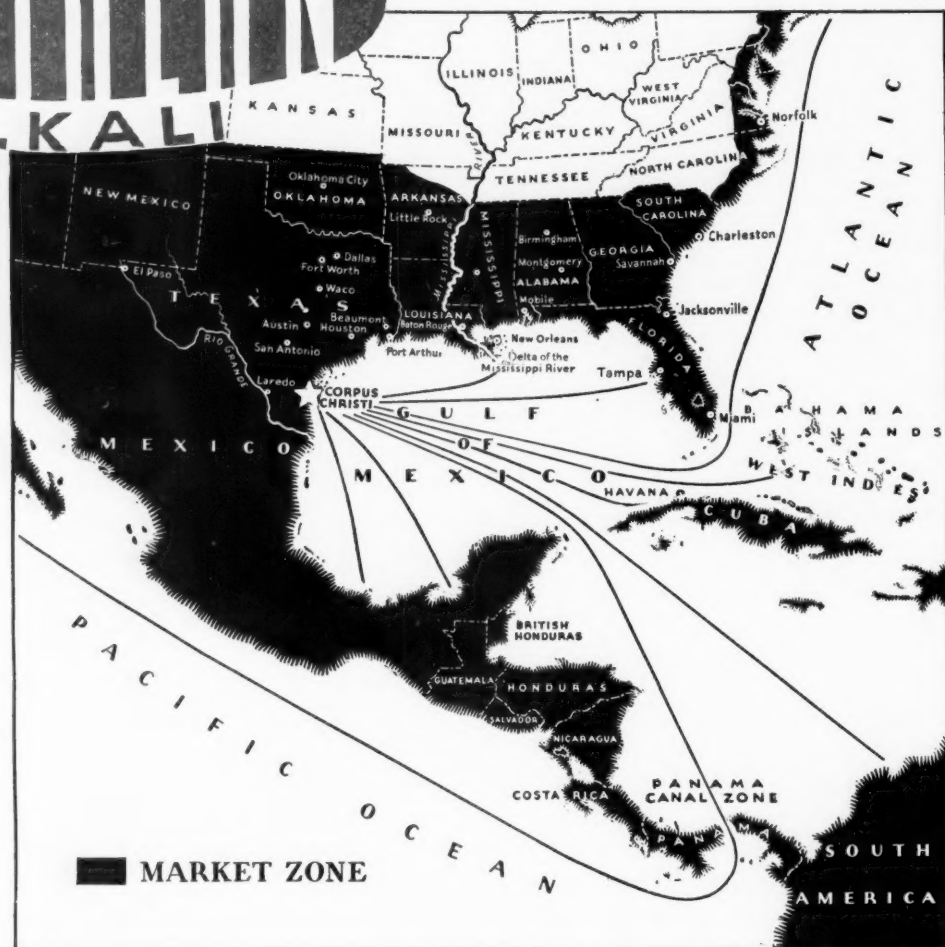 KALI
OHIO
ILLINOIS
INDIANA
WEST VIRGINIA
KANSAS
MISSOURI
RIVER
KENTUCKY
VIRGINIA
Norfolk
TENNESSEE
NORTH CAROLINA
ATLANTIC OCEAN
NEW MEXICO
Oklahoma City
OKLAHOMA
ARKANSAS
Little Rock
MISSISSIPPI
MISSISSIPPI
SOUTH CAROLINA
Birmingham
GEORGIA
Charleston
Montgomery
Savannah
ALABAMA
El Paso
Dallas
Fort Worth
Waco
Mobile
TEXAS
Beaumont
LOUISIANA
Baton Rouge
Jacksonville
Austin
Houston
New Orleans
FLORIDA
San Antonio
Port Arthur
Delta of the
Mississippi River
RIO GRANDE
Tampa
Laredo
CORPUS
CHRISTI
GULF
Miami
BAHAMA
ISLANDS
MEXICO
OF
MEXICO
WEST INDIES
HAVANA
CUBA
PACIFIC OCEAN
BRITISH
HONDURAS
GUATEMALA
HONDURAS
SALVADOR
NICARAGUA
COSTA RICA
PANAMA
CANAL ZONE
PANAMA
SOUTH
AMERICA
MARKET ZONE